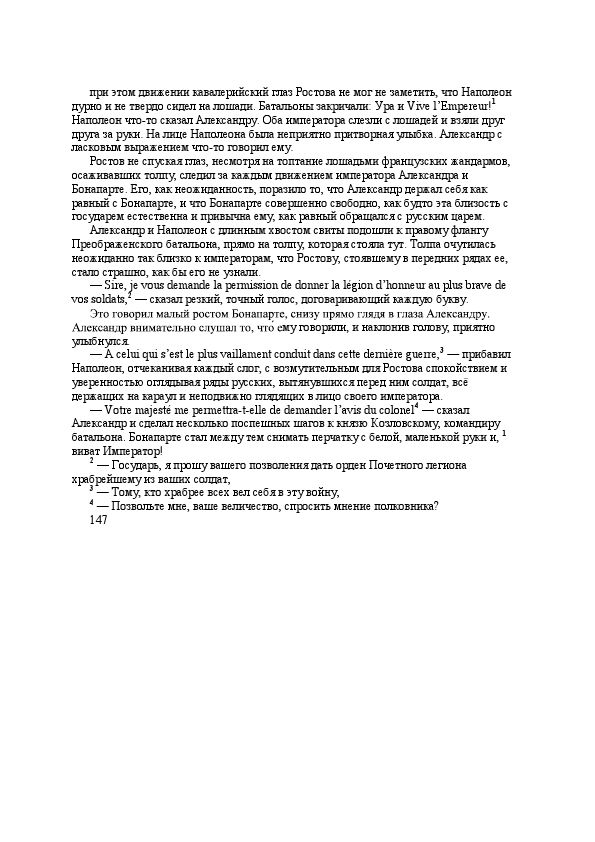 при этом движении кавалерийский глаз Ростова не мог не заметить, что Наполеон
дурно и не твердо сидел на лошади. Батальоны закричали: Ура и Vive l’Empereur!1
Наполеон что-то сказал Александру. Оба императора слезли с лошадей и взяли друг
друга за руки. На лице Наполеона была неприятно притворная улыбка. Александр с
ласковым выражением что-то говорил ему.
Ростов не спуская глаз, несмотря на топтание лошадьми французских жандармов,
осаживавших толпу, следил за каждым движением императора Александра и
Бонапарте. Его, как неожиданность, поразило то, что Александр держал себя как
равный с Бонапарте, и что Бонапарте совершенно свободно, как будто эта близость с
государем естественна и привычна ему, как равный обращался с русским царем.
Александр и Наполеон с длинным хвостом свиты подошли к правому флангу
Преображенского батальона, прямо на толпу, которая стояла тут. Толпа очутилась
неожиданно так близко к императорам, что Ростову, стоявшему в передних рядах ее,
стало страшно, как бы его не узнали.
— Sire, je vous demande la permission de donner la légion d’honneur au plus brave de
vos soldats,2 — сказал резкий, точный голос, договаривающий каждую букву.
Это говорил малый ростом Бонапарте, снизу прямо глядя в глаза Александру.
Александр внимательно слушал то, что́ ему говорили, и наклонив голову, приятно
улыбнулся.
— A celui qui s’est le plus vaillament conduit dans cette dernière guerre,3 — прибавил
Наполеон, отчеканивая каждый слог, с возмутительным для Ростова спокойствием и
уверенностью оглядывая ряды русских, вытянувшихся перед ним солдат, всё
держащих на караул и неподвижно глядящих в лицо своего императора.
— Votre majesté me permettra-t-elle de demander l’avis du colonel4 — сказал
Александр и сделал несколько поспешных шагов к князю Козловскому, командиру
батальона. Бонапарте стал между тем снимать перчатку с белой, маленькой руки и, 1
виват Император!
2 — Государь, я прошу вашего позволения дать орден Почетного легиона
храбрейшему из ваших солдат,
3 — Тому, кто храбрее всех вел себя в эту войну,
4 — Позвольте мне, ваше величество, спросить мнение полковника?
147